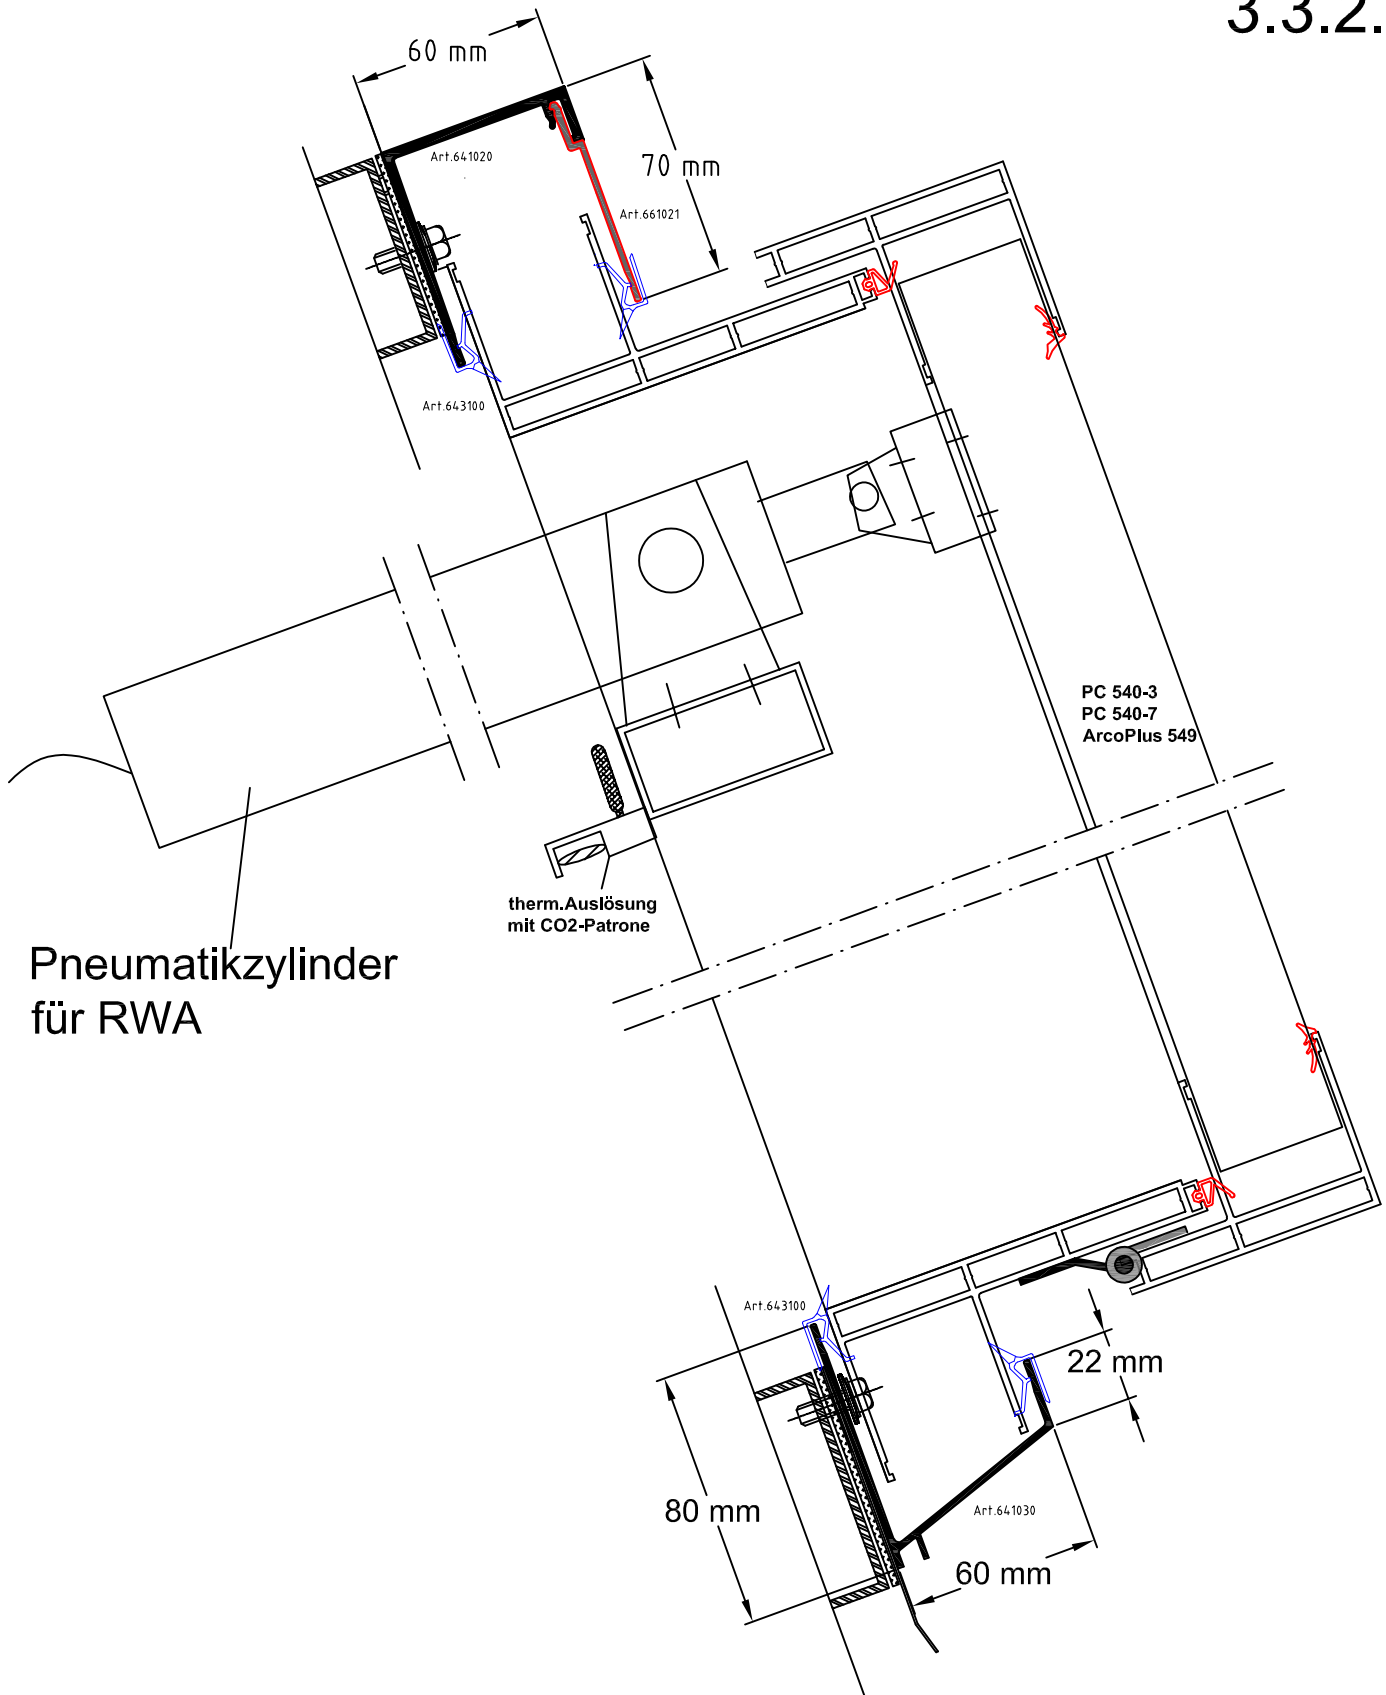 3.3.2.
60 mm
Art.641020
70 mm
Art.661021
Art.643100
PC 540-3
PC 540-7
ArcoPlus 549
therm.Auslösung
mit CO2-Patrone
Pneumatikzylinder
für RWA
Art.643100
22 mm
80 mm
Art.641030
60 mm